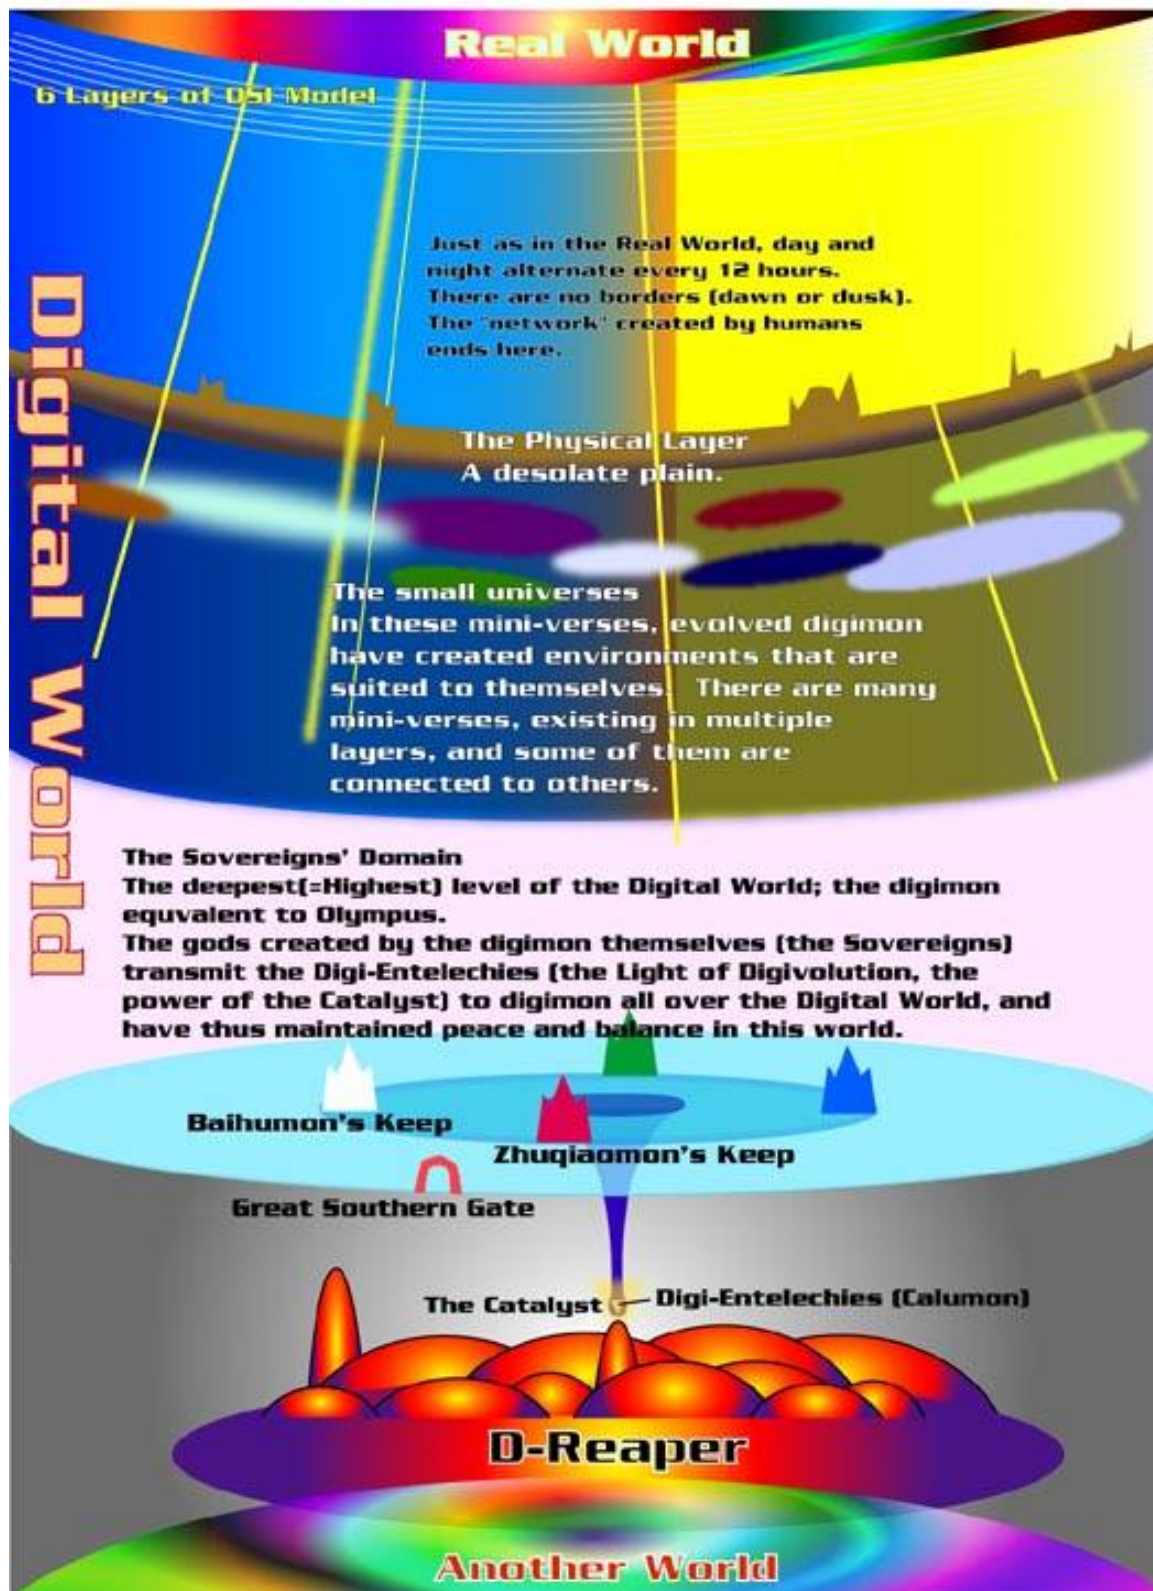 Real World
6 Layers of OSI Model
Just as in the Real World, day and
night alternate every 12 hours.
There are no borders (dawn or dusk).
The "network" created by humans
ends here.
Digital World
The Physical Layer
A desolate plain.
The small universes
In these mini-verses, evolved digimon
have created environments that are
suited to themselves. There are many
mini-verses, existing in multiple
layers, and some of them are
connected to others.
The Sovereigns' Domain
The deepest(=Highest) level of the Digital World; the digimon
equvalent to Olympus.
The gods created by the digimon themselves (the Sovereigns)
transmit the Digi-Entelechies (the Light of Digivolution, the
power of the Catalyst) to digimon all over the Digital World, and
have thus maintained peace and balance in this world.
Baihumon's Keep
Zhuqiaomon's Keep
Great Southern Gate
The Catalyst
Digi-Entelechies (Calumon)
D-Reaper
Another World